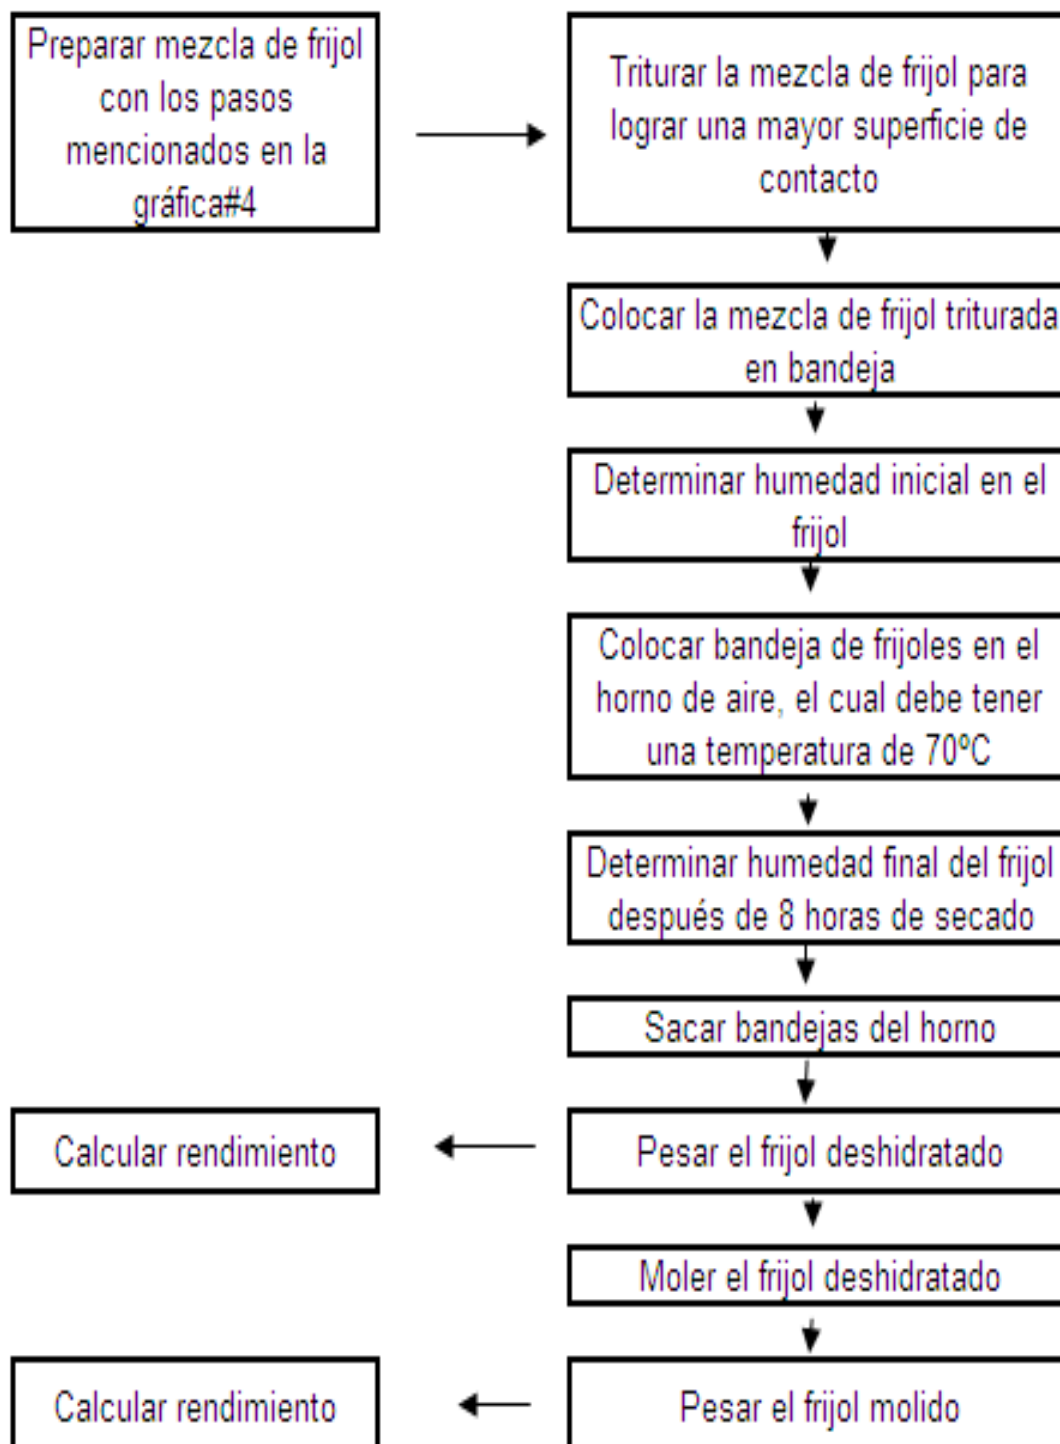 Preparar mezcla de frijol
con los pasos
mencionados en la
gráfica#4
Triturar la mezcla de frijol para
lograr una mayor superficie de
contacto
Colocar la mezcla de frijol triturada
en bandeja
Determinar humedad inicial en el
frijol
Colocar bandeja de frijoles en el
horno de aire, el cual debe tener
una temperatura de 70ºC
Determinar humedad final del frijol
después de 8 horas de secado
Sacar bandejas del horno
Pesar el frijol deshidratado
Calcular rendimiento
Moler el frijol deshidratado
Pesar el frijol molido
Calcular rendimiento